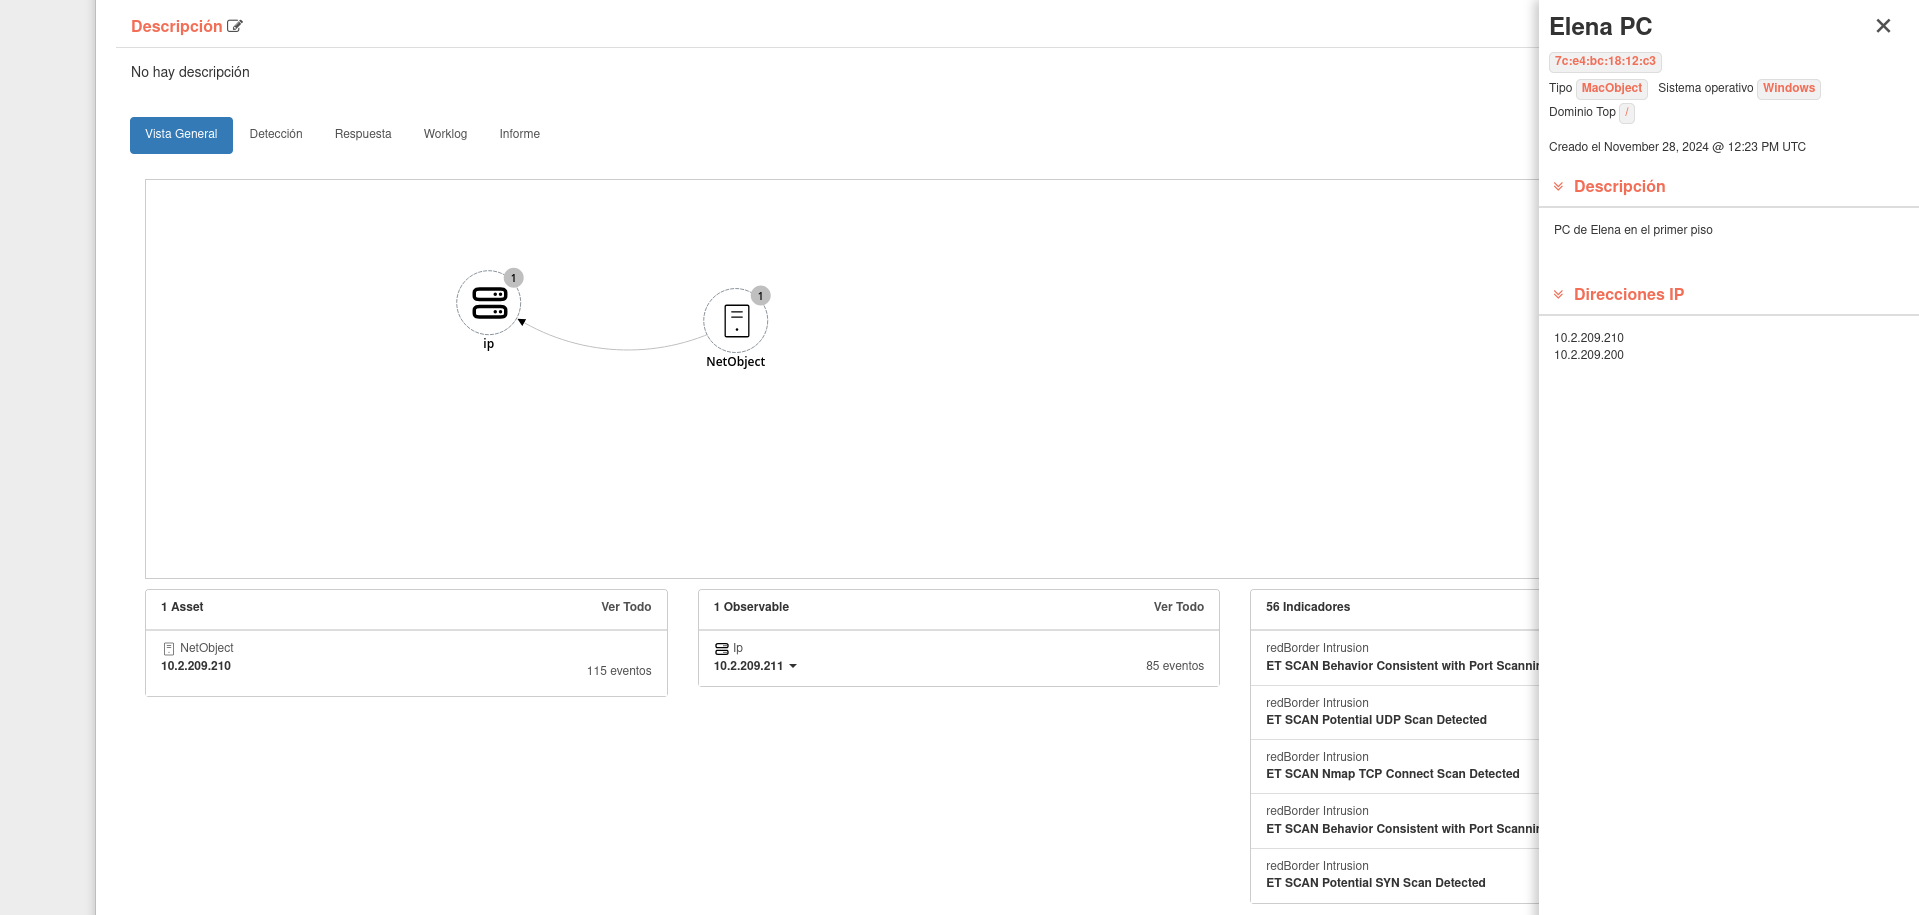 Descripción
No hay descripción
Vista General
Detección
Respuesta
Worklog
Informe
1
ip
1
NetObject
1 Asset
Ver Todo
NetObject
10.2.209.210
115 eventos
1 Observable
Ver Todo
Ip
10.2.209.211
85 eventos
56 Indicadores
redBorder Intrusion
ET SCAN Behavior Consistent with Port
redBorder Intrusion
ET SCAN Potential UDP Scan Detected
redBorder Intrusion
ET SCAN Nmap TCP Connect Scan Detected
redBorder Intrusion
ET SCAN Behavior Consistent with Port
redBorder Intrusion
ET SCAN Potential SYN Scan Detected
Elena PC
7c:e4:bc:18:12:c3
Tipo MacObject Sistema operativo Windows
Dominio Top /
Creado el November 28, 2024 @ 12:23 PM UTC
Descripción
PC de Elena en el primer piso
Direcciones IP
10.2.209.210
10.2.209.200